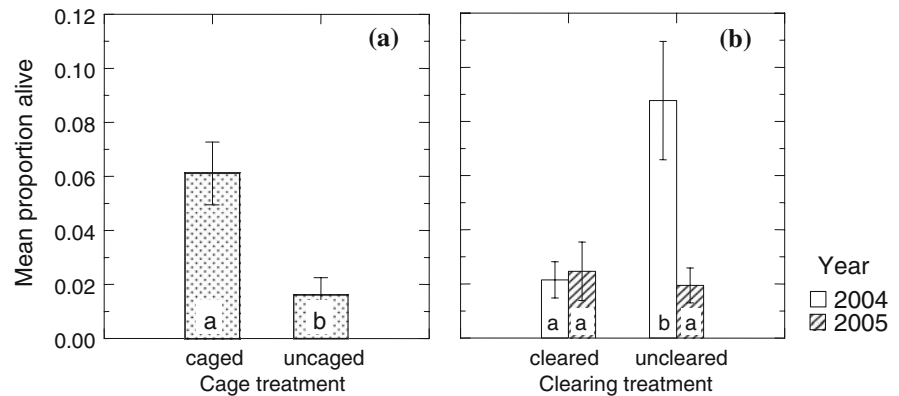 (a)
Mean proportion alive
0.12
0.10
0.08
0.06
0.04
0.02
0.00
a
b
caged
uncaged
Cage treatment
(b)
a
a
b
a
cleared
uncleared
Clearing treatment
Year
2004
2005